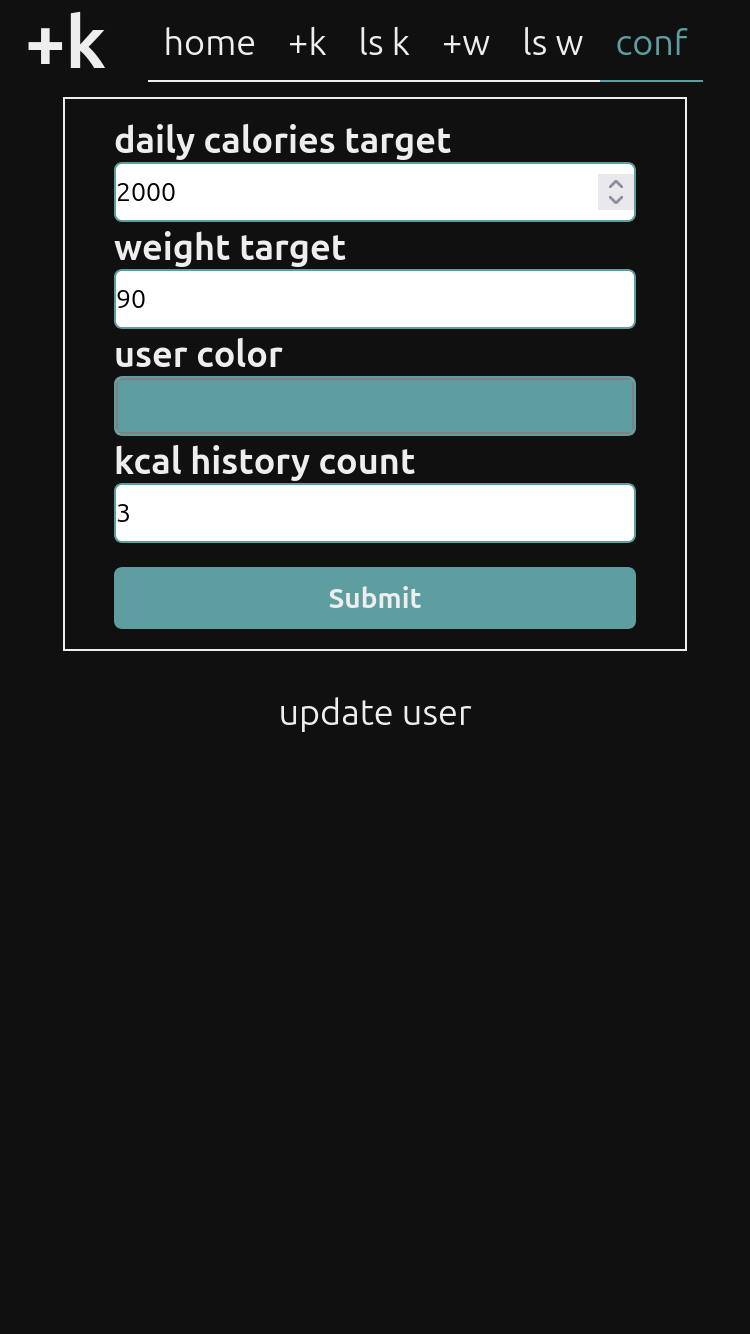 +k home +k ls k +w ls w conf
daily calories target
2000
weight target
90
user color
kcal history count
3
Submit
update user